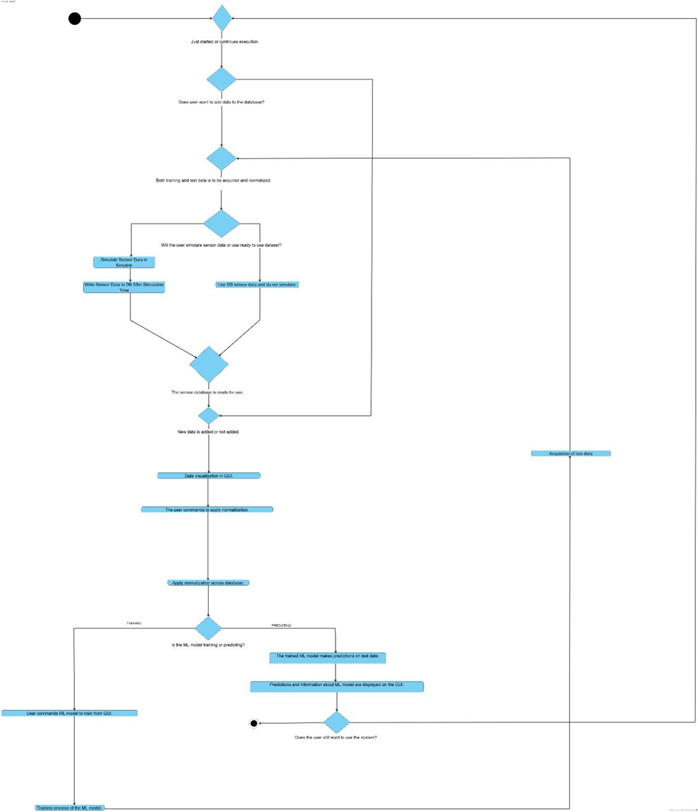 Just started or continues execution.
Does user want to add data to the database?
Both training and test data is to be acquired and normalized.
Will the user simulate sensor data or use ready to use dataset?
Simulate Sensor Data in
Simulink
Write Sensor Data to DB After Simulation
Time
Use DB sensor data and do not simulate.
The sensor database is ready for use.
New data is added or not added.
Data visualization in GUI.
Acquisition of test data
The user commands to apply normalization.
Apply normalization across database.
Training
Predicting
Is the ML model training or predicting?
The trained ML model makes predictions on test data.
Predictions and information about ML model are displayed on the GUI.
User commands ML model to train from GUI.
Does the user still want to use the system?
Training process of the ML model.